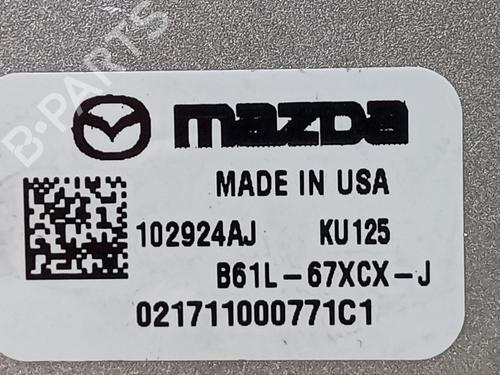 B-PARTS
mazda
MADE IN USA
102924AJ KU125
B61L-67XCX-J
021711000771C1